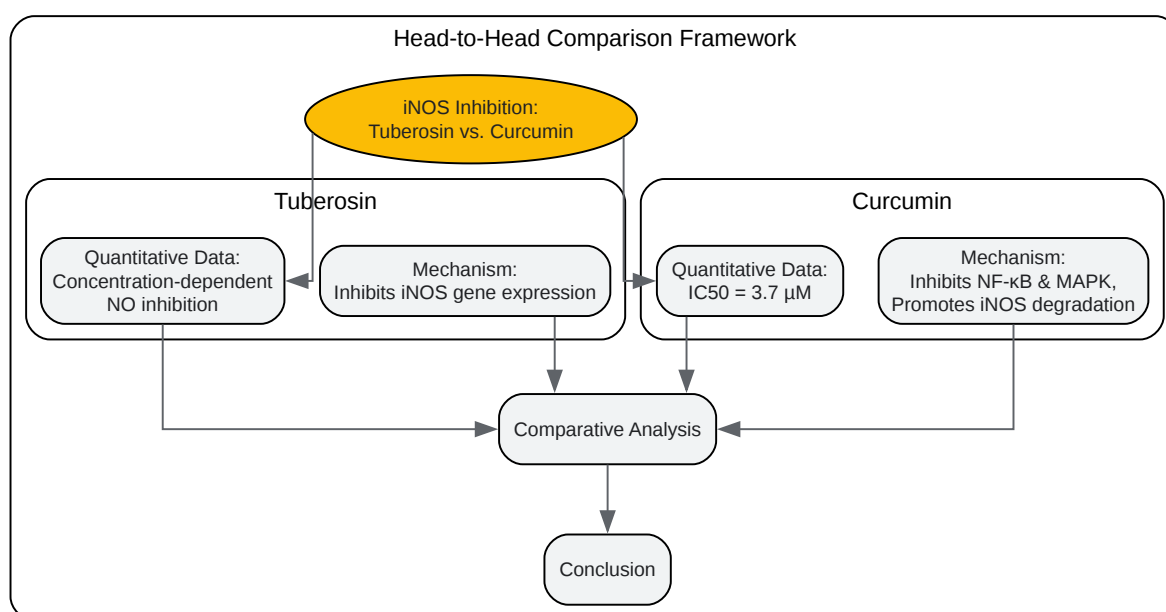 Head-to-Head Comparison Framework
iNOS Inhibition:
Tuberosin vs. Curcumin
Tuberosin
Quantitative Data:
Concentration-dependent
NO inhibition
Mechanism:
Inhibits iNOS gene expression
Curcumin
Quantitative Data:
IC50 = 3.7 µM
Mechanism:
Inhibits NF-κB & MAPK,
Promotes iNOS degradation
Comparative Analysis
Conclusion